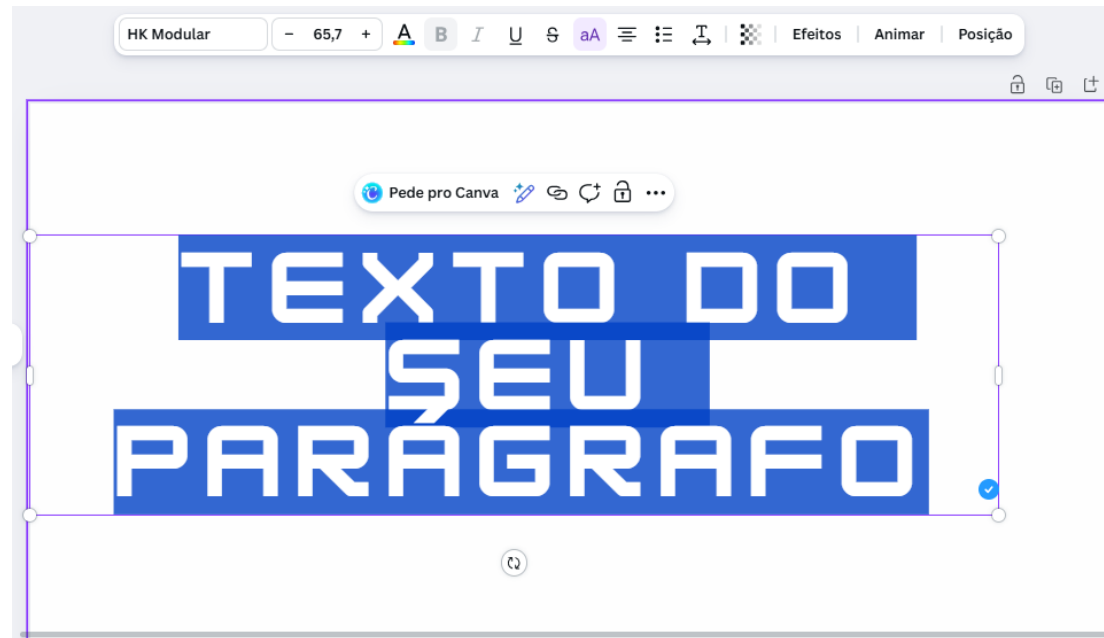 HK Modular - 65,7 + A B I U S aA T Efeitos Animar Posição
Pede pro Canva
TEXTO DO
SEU
PARÁGRAFO